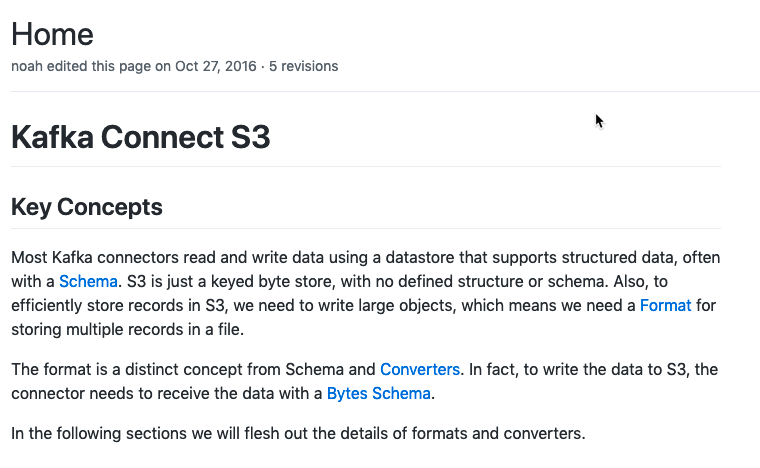 Home
noah edited this page on Oct 27, 2016 · 5 revisions
Kafka Connect S3
Key Concepts
Most Kafka connectors read and write data using a datastore that supports structured data, often
with a Schema. S3 is just a keyed byte store, with no defined structure or schema. Also, to
efficiently store records in S3, we need to write large objects, which means we need a Format for
storing multiple records in a file.
The format is a distinct concept from Schema and Converters. In fact, to write the data to S3, the
connector needs to receive the data with a Bytes Schema.
In the following sections we will flesh out the details of formats and converters.